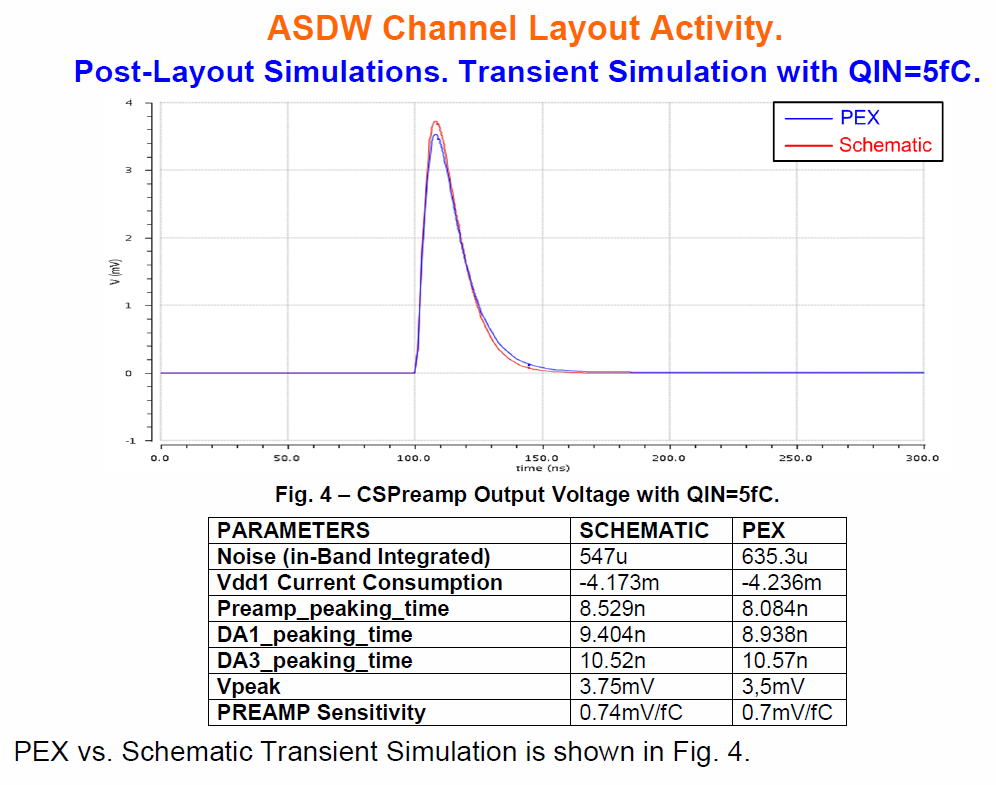 ASDW Channel Layout Activity.
Post-Layout Simulations. Transient Simulation with QIN=5fC.
4
3
2
1
0
-1
V (mV)
PEX
Schematic
0.0 50.0 100.0 150.0 200.0 250.0 300.0
time (ns)
Fig. 4 – CSPreamp Output Voltage with QIN=5fC.
PARAMETERS SCHEMATIC PEX
Noise (in-Band Integrated) 547u 635.3u
Vdd1 Current Consumption -4.173m -4.236m
Preamp_peaking_time 8.529n 8.084n
DA1_peaking_time 9.404n 8.938n
DA3_peaking_time 10.52n 10.57n
Vpeak 3.75mV 3,5mV
PREAMP Sensitivity 0.74mV/fC 0.7mV/fC
PEX vs. Schematic Transient Simulation is shown in Fig. 4.